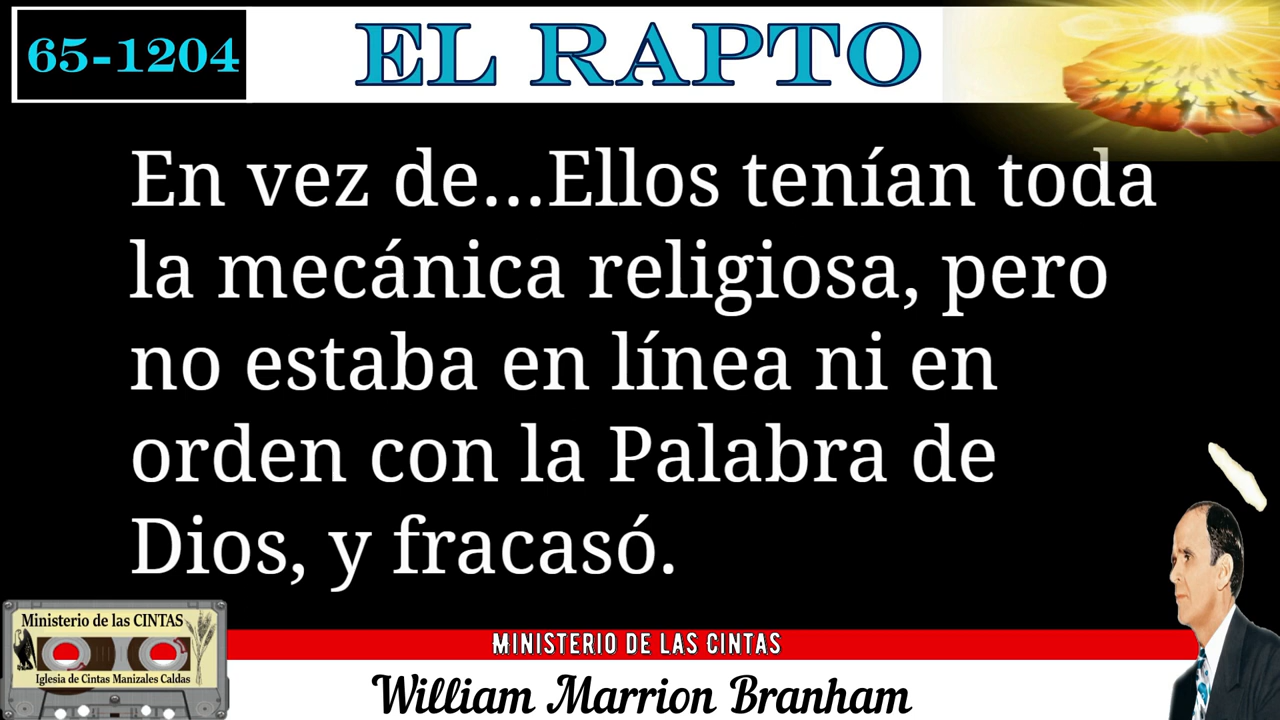 65-1204
EL RAPTO
En vez de...Ellos tenían toda
la mecánica religiosa, pero
no estaba en línea ni en
orden con la Palabra de
Dios, y fracasó.
Ministerio de las CINTAS
Iglesia de Cintas Manizales Caldas
MINISTERIO DE LAS CINTAS
William Marrion Branham